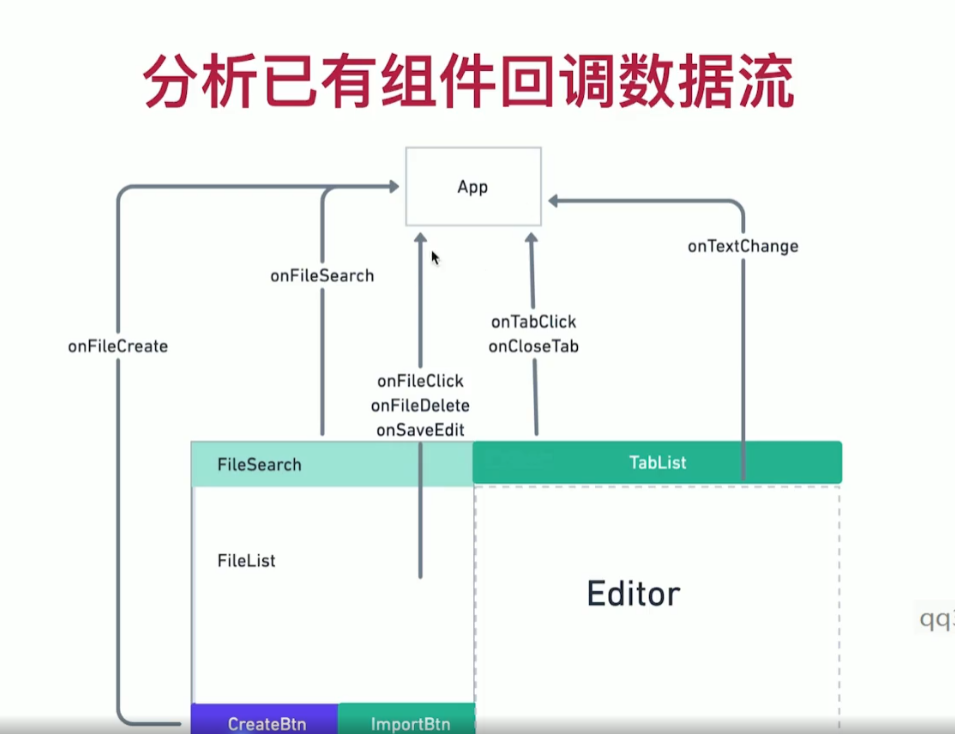 分析已有组件回调数据流
App
onTextChange
onFileSearch
onTabClick
onCloseTab
onFileCreate
onFileClick
onFileDelete
onSaveEdit
FileSearch
TabList
FileList
Editor
qq
CreateBtn
ImportBtn